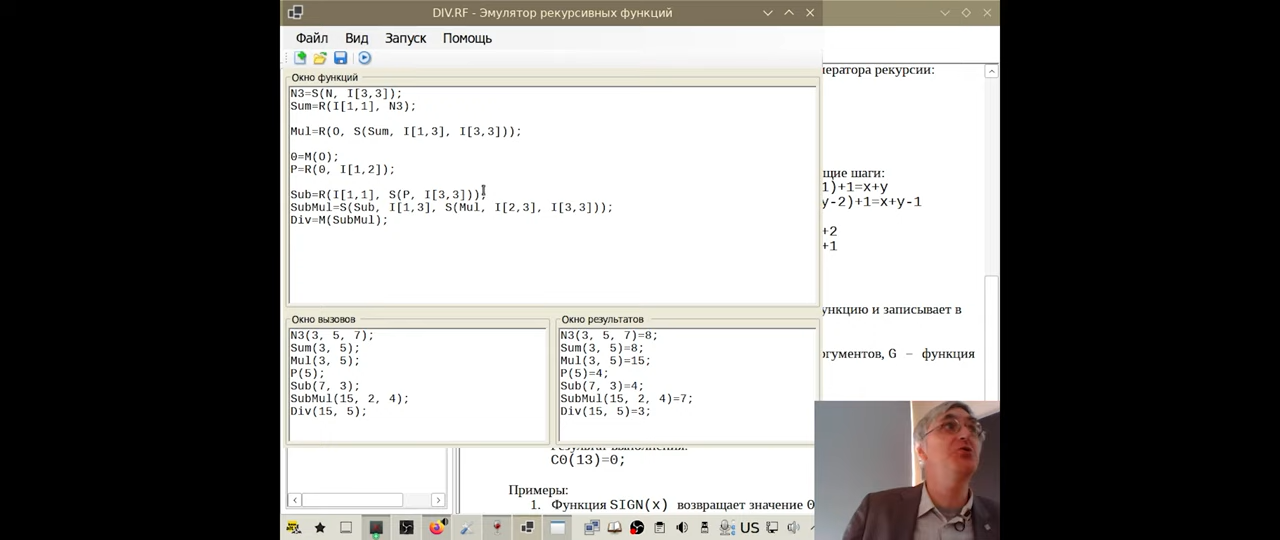 DIV.RF - Эмулятор рекурсивных функций
Файл Вид Запуск Помощь
Окно функций
N3=S(N, I[3,3]);
Sum=R(I[1,1], N3);
Mul=R(O, S(Sum, I[1,3], I[3,3]));
0=M(O);
P=R(0, I[1,2]);
Sub=R(I[1,1], S(P, I[3,3]));
SubMul=S(Sub, I[1,3], S(Mul, I[2,3], I[3,3]));
Div=M(SubMul);
Окно вызовов
N3(3, 5, 7);
Sum(3, 5);
Mul(3, 5);
P(5);
Sub(7, 3);
SubMul(15, 2, 4);
Div(15, 5);
Окно результатов
N3(3, 5, 7)=8;
Sum(3, 5)=8;
Mul(3, 5)=15;
P(5)=4;
Sub(7, 3)=4;
SubMul(15, 2, 4)=7;
Div(15, 5)=3;
ератора рекурсии:
щие шаги:
1)+1=x+y
y-2)+1=x+y-1
+2
+1
ункцию и записывает в
ргументов, G – функция
C0(13)=0;
Примеры:
1. Функция SIGN(x) возвращает значение 0
US